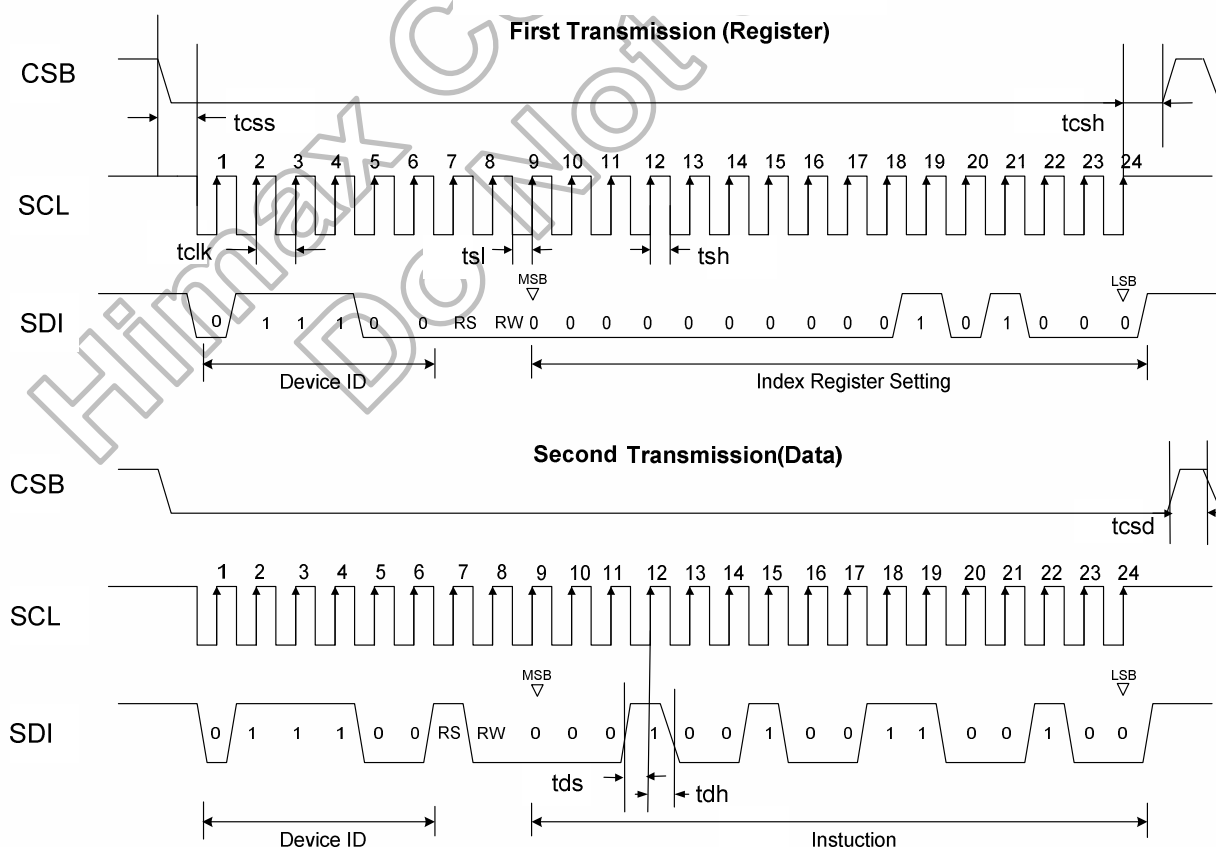 First Transmission (Register)
CSB
tcss
tcsh
1 2 3 4 5 6 7 8 9 10 11 12 13 14 15 16 17 18 19 20 21 22 23 24
SCL
tclk
tsl
tsh
MSB
LSB
SDI
0 1 1 1 0 0 RS RW 0 0 0 0 0 0 0 0 0 0 1 0 1 0 0 0
Device ID
Index Register Setting
Second Transmission(Data)
CSB
tcsd
1 2 3 4 5 6 7 8 9 10 11 12 13 14 15 16 17 18 19 20 21 22 23 24
SCL
MSB
LSB
SDI
0 1 1 1 0 0 RS RW 0 0 0 1 0 0 1 0 0 1 1 0 0 1 0 0
tds
tdh
Device ID
Instuction
Himax C
Do Not